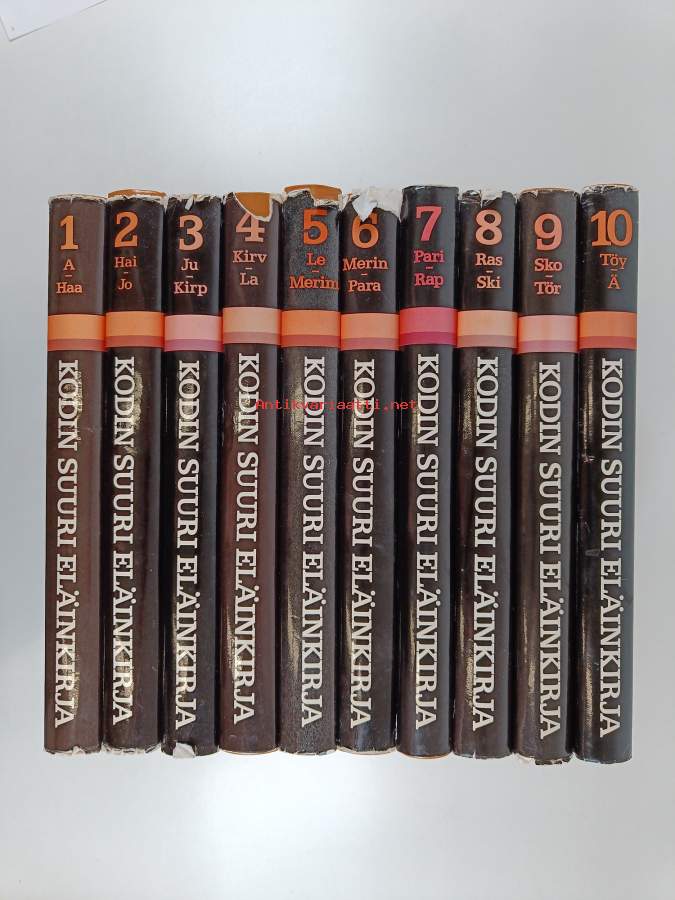 1
A
–
Haa
KODIN SUURI ELÄINKIRJA
2
Hai
–
Jo
KODIN SUURI ELÄINKIRJA
3
Ju
–
Kirp
KODIN SUURI ELÄINKIRJA
4
Kirv
–
La
KODIN SUURI ELÄINKIRJA
5
Le
–
Merim
KODIN SUURI ELÄINKIRJA
6
Merin
–
Para
KODIN SUURI ELÄINKIRJA
7
Pari
–
Rap
KODIN SUURI ELÄINKIRJA
8
Ras
–
Ski
KODIN SUURI ELÄINKIRJA
9
Sko
–
Tör
KODIN SUURI ELÄINKIRJA
10
Töy
–
Ä
KODIN SUURI ELÄINKIRJA
Antikvariaatti.net